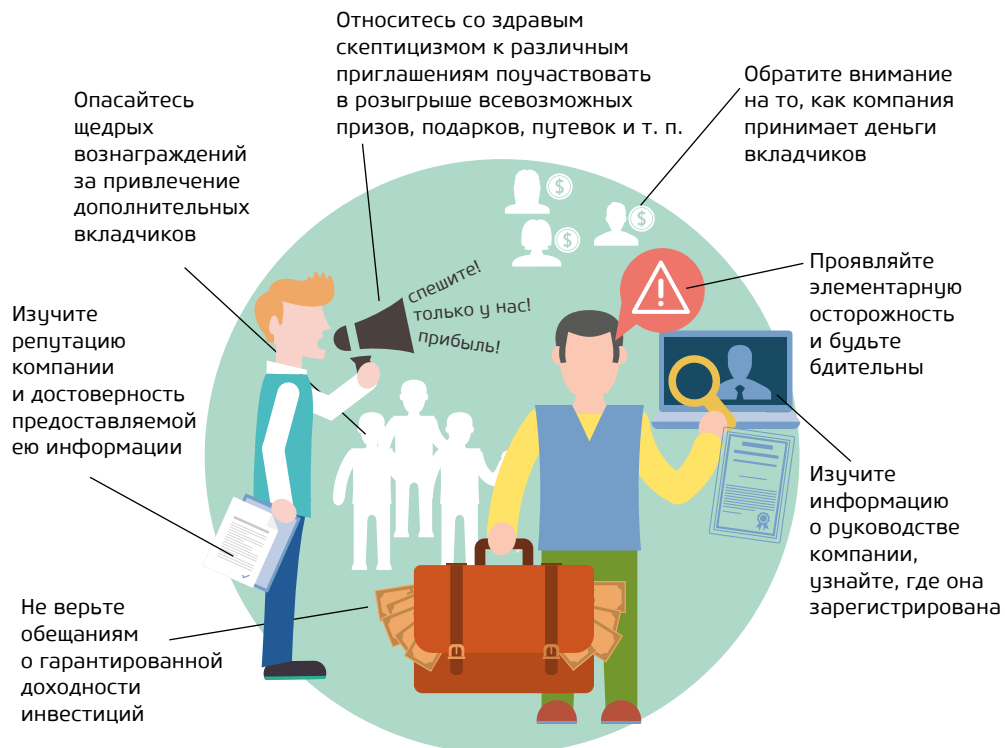 Относитесь со здравым
скептицизмом к различным
приглашениям поучаствовать
в розыгрыше всевозможных
призов, подарков, путевок и т. п.
Обратите внимание
на то, как компания
принимает деньги
вкладчиков
Опасайтесь
щедрых
вознаграждений
за привлечение
дополнительных
вкладчиков
Проявляйте
элементарную
осторожность
и будьте
бдительны
спешите!
только у нас!
прибыль!
Изучите
репутацию
компании
и достоверность
предоставляемой
ею информации
Изучите
информацию
о руководстве
компании,
узнайте, где она
зарегистрирована
Не верьте
обещаниям
о гарантированной
доходности
инвестиций
$
$
$
!